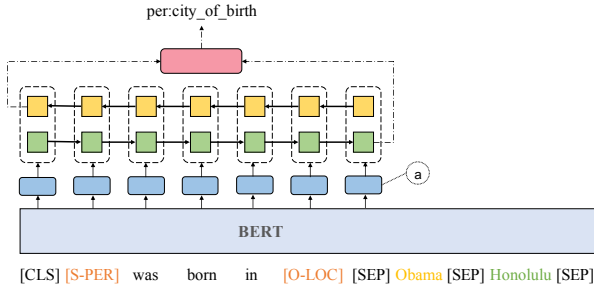 per:city_of_birth
a
BERT
[CLS] [S-PER] was born in [O-LOC] [SEP] Obama [SEP] Honolulu [SEP]